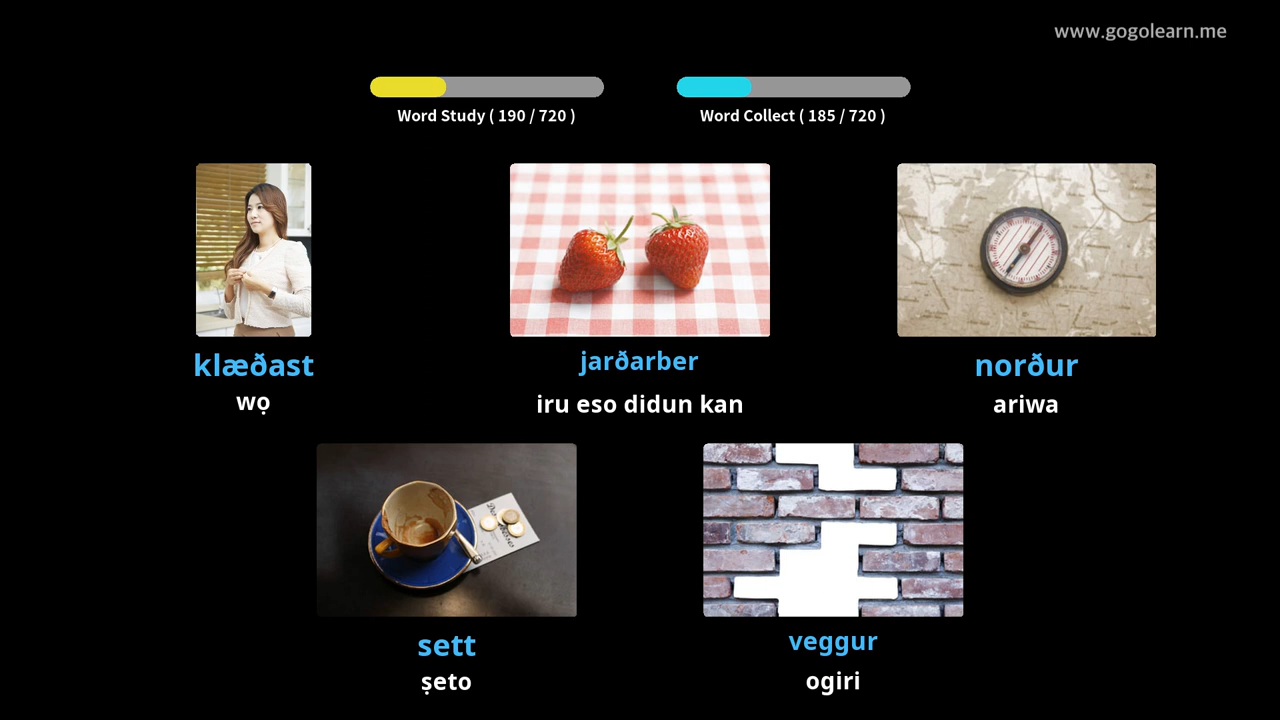 www.gogolearn.me
Word Study ( 190 / 720 )
Word Collect ( 185 / 720 )
klæðast
wọ
jarðarber
iru eso didun kan
norður
ariwa
sett
ṣeto
veggur
ogiri